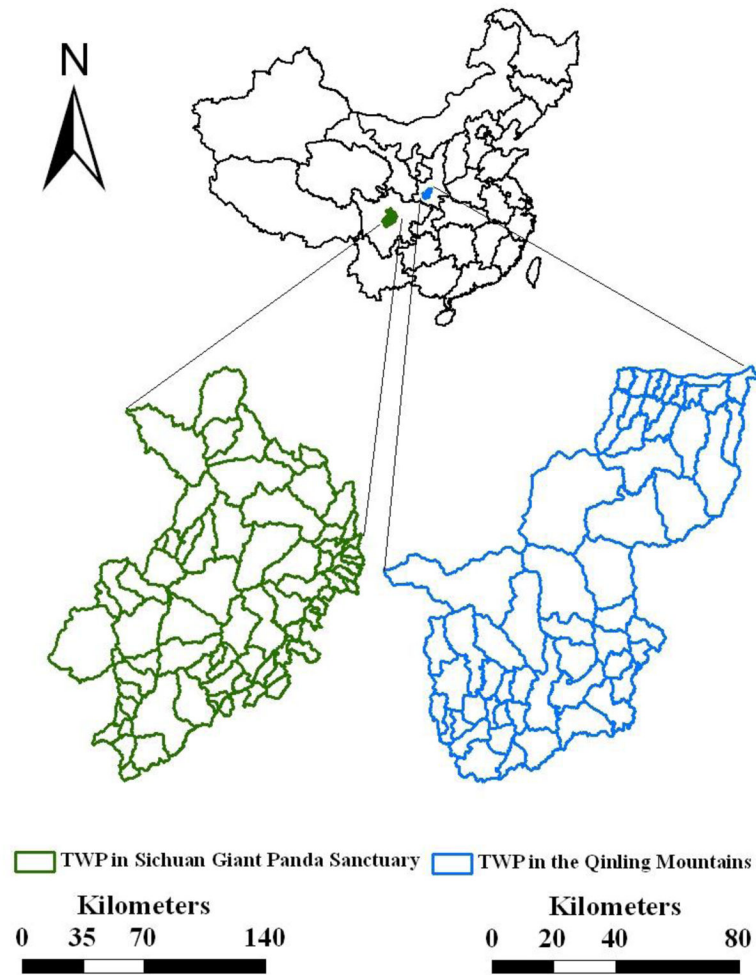 N
TWP in Sichuan Giant Panda Sanctuary
TWP in the Qinling Mountains
Kilometers
0 35 70 140
Kilometers
0 20 40 80